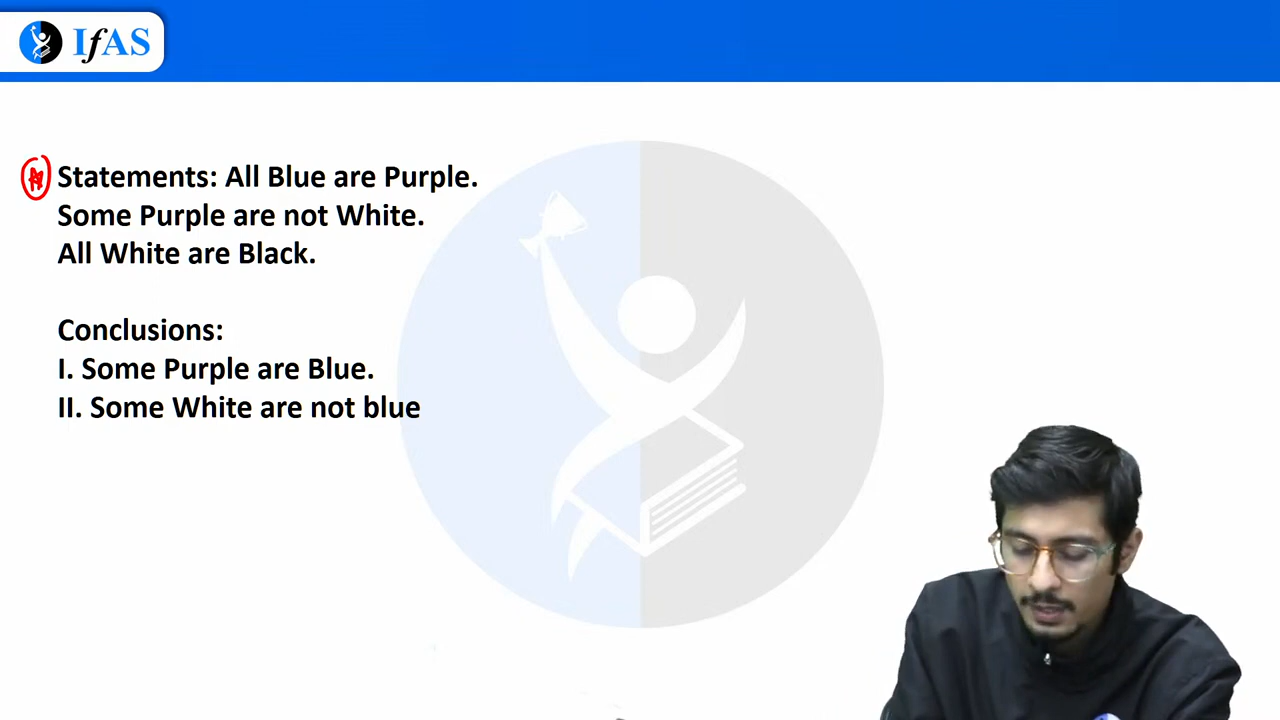 IfAS
Statements: All Blue are Purple.
Some Purple are not White.
All White are Black.
Conclusions:
I. Some Purple are Blue.
II. Some White are not blue